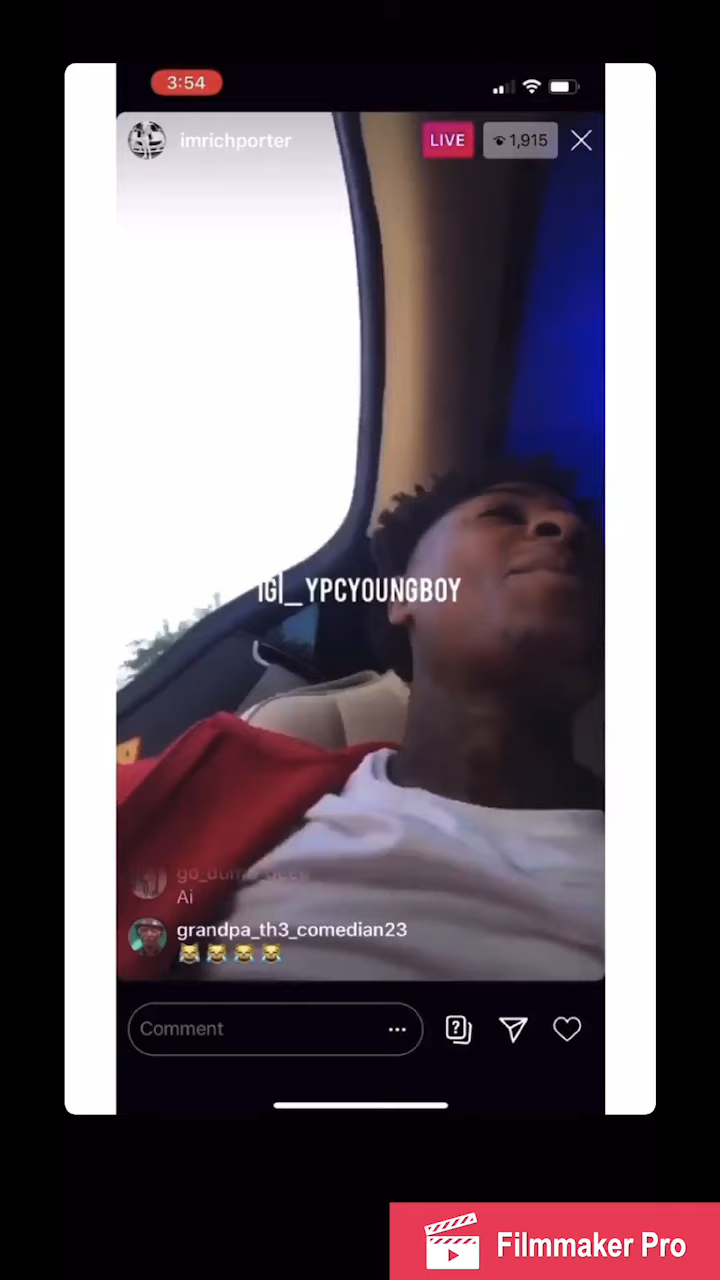 3:54
imrichporter
LIVE
1,915
IG|_YPCYOUNGBOY
Ai
grandpa_th3_comedian23
😹😹😹😹
Comment
Filmmaker Pro